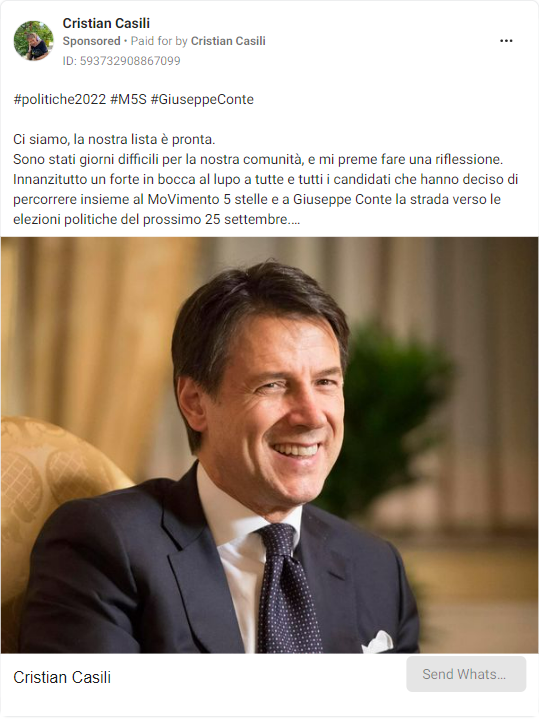 Cristian Casili
Sponsored • Paid for by Cristian Casili
ID: 593732908867099
#politiche2022 #M5S #GiuseppeConte
Ci siamo, la nostra lista è pronta.
Sono stati giorni difficili per la nostra comunità, e mi preme fare una riflessione.
Innanzitutto un forte in bocca al lupo a tutte e tutti i candidati che hanno deciso di
percorrere insieme al MoVimento 5 stelle e a Giuseppe Conte la strada verso le
elezioni politiche del prossimo 25 settembre....
Cristian Casili
Send Whats...